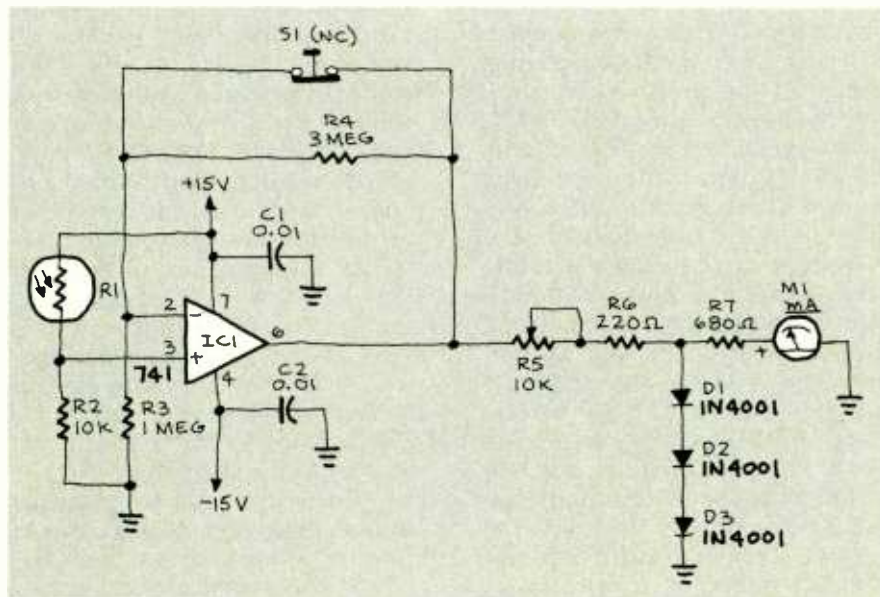 S1 (NC)
R4
3 MEG
+15V
C1
0.01
R1
2
-
7
IC1
6
3
+
741
4
C2
0.01
R2
10K
R3
1 MEG
-15V
R5
10K
R6
220Ω
R7
680Ω
+
M1
mA
D1
1N4001
D2
1N4001
D3
1N4001